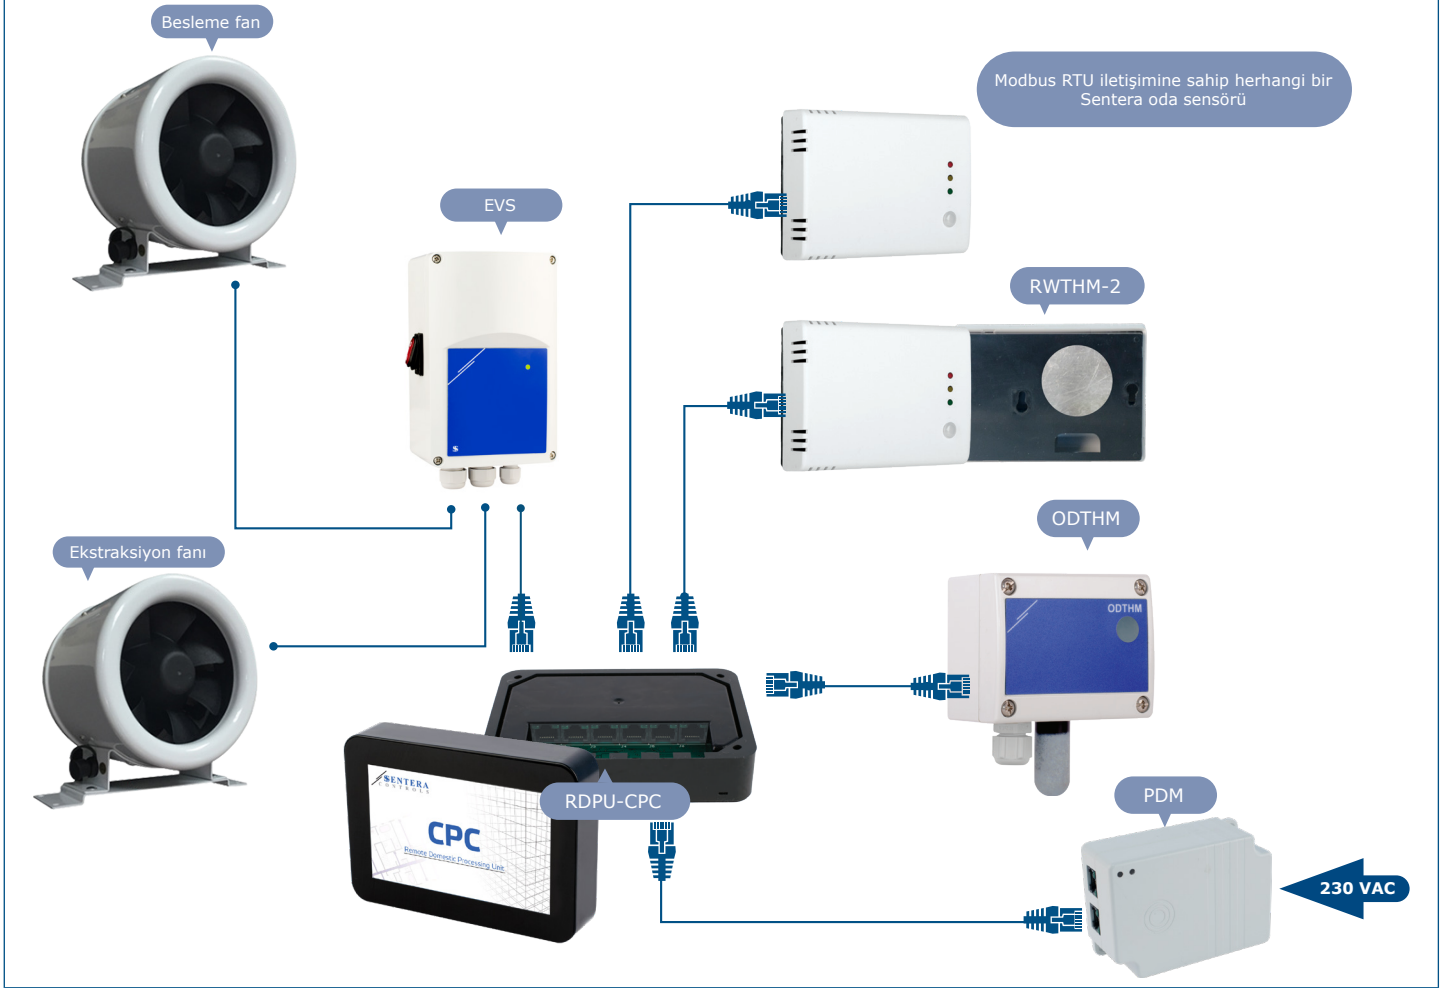 Besleme fan
Modbus RTU iletişimine sahip herhangi bir
Sentera oda sensörü
EVS
RWTHM-2
ODTHM
ODTHM
Ekstraksiyon fanı
SENTERA
CONTROLS
CPC
Remote Domestic Processing Unit
RDPU-CPC
PDM
230 VAC